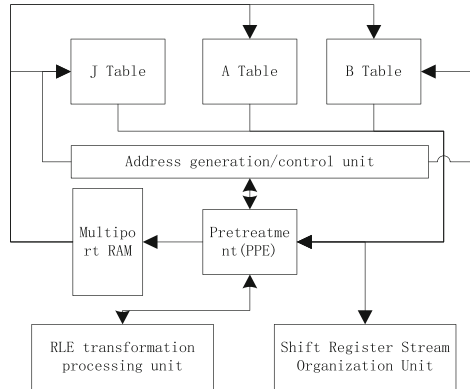 J Table
A Table
B Table
Address generation/control unit
Multipo
rt RAM
Pretreatme
nt(PPE)
RLE transformation
processing unit
Shift Register Stream
Organization Unit